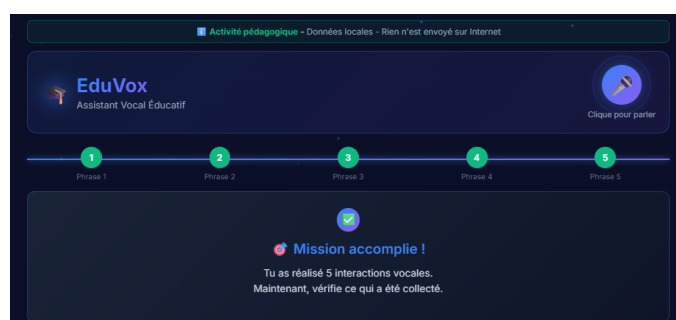 ℹ️ Activité pédagogique - Données locales - Rien n'est envoyé sur Internet
EduVox
Assistant Vocal Éducatif
Clique pour parler
1 2 3 4 5
Phrase 1 Phrase 2 Phrase 3 Phrase 4 Phrase 5
Mission accomplie !
Tu as réalisé 5 interactions vocales.
Maintenant, vérifie ce qui a été collecté.